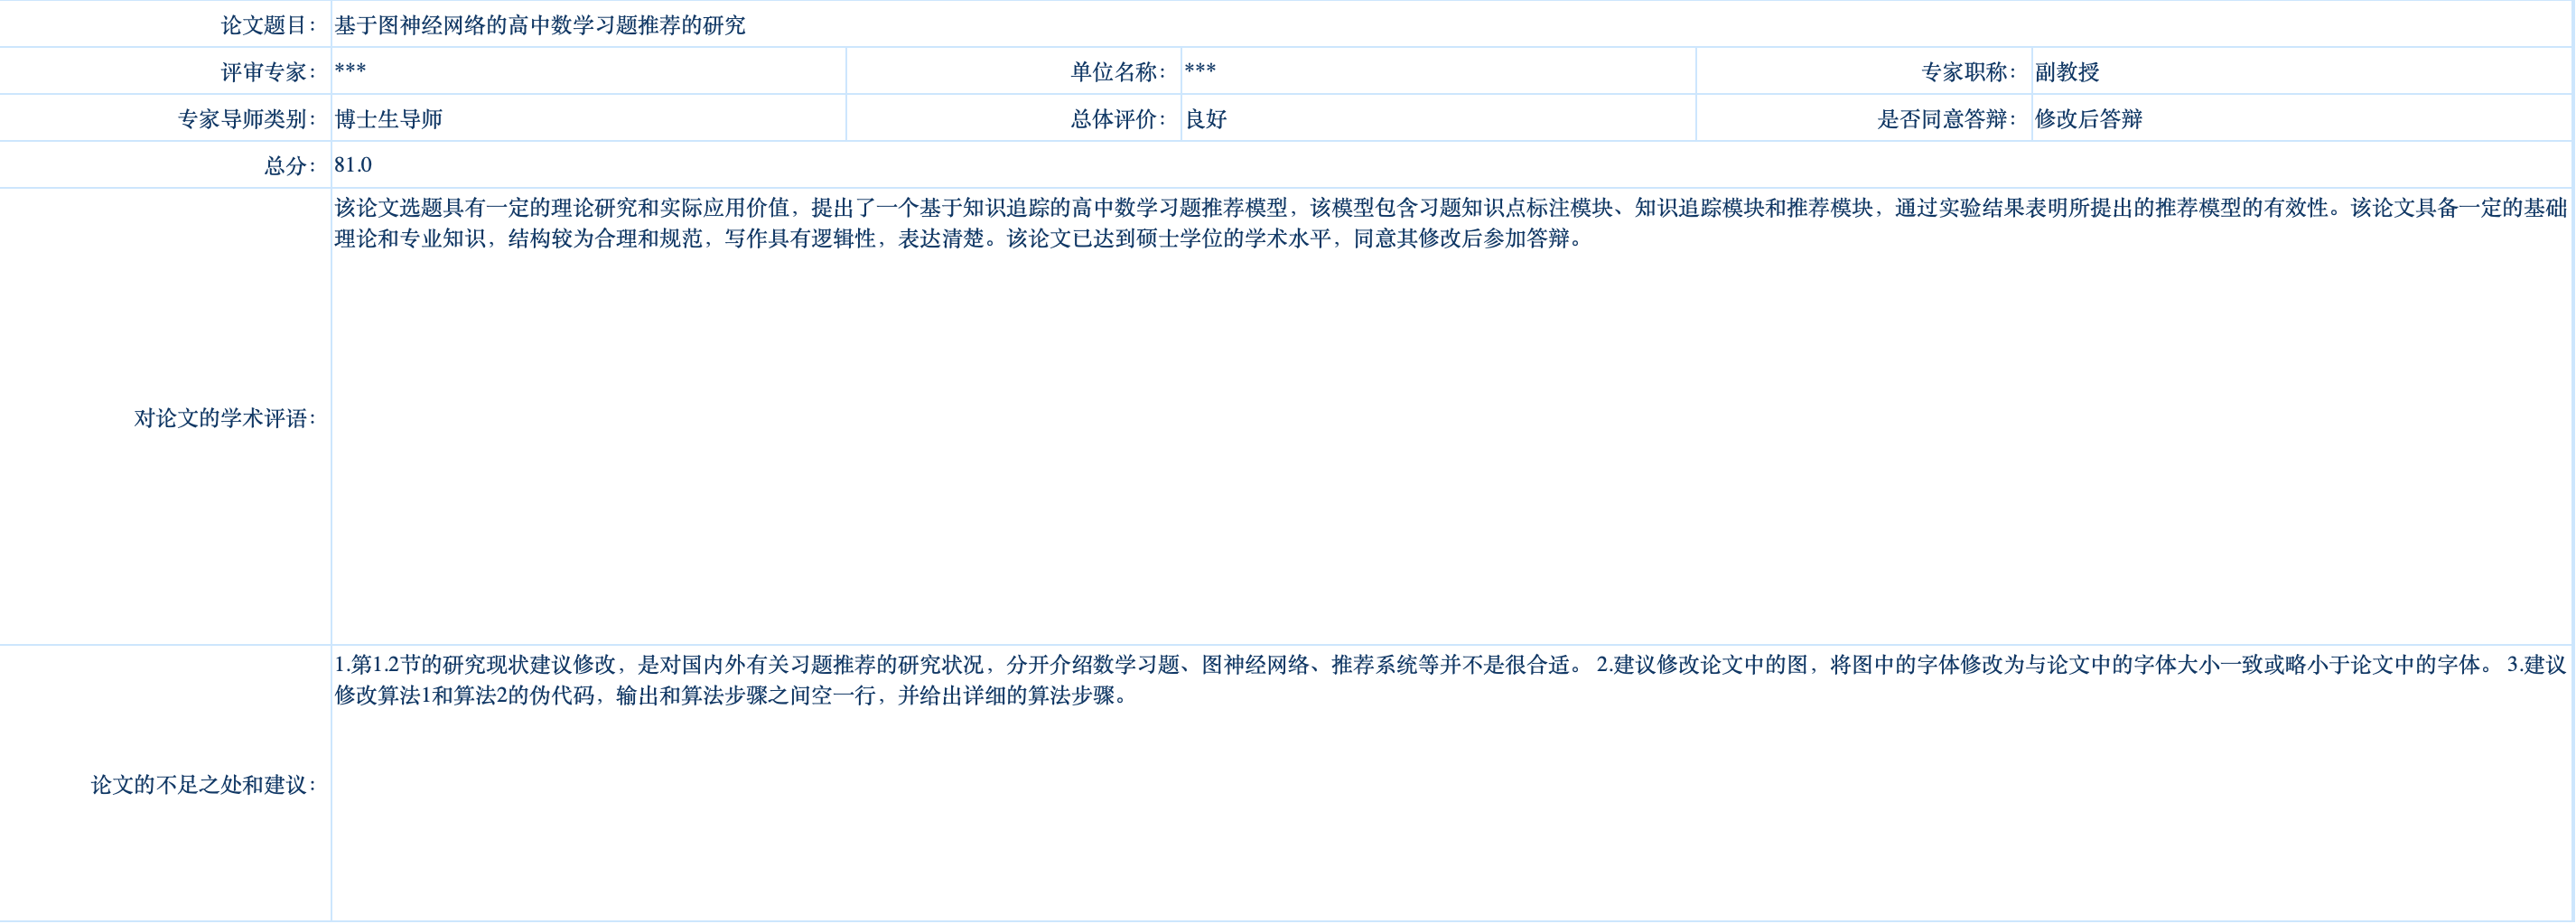 论文题目： 基于图神经网络的高中数学习题推荐的研究
评审专家： *** 单位名称： *** 专家职称： 副教授
专家导师类别： 博士生导师 总体评价： 良好 是否同意答辩： 修改后答辩
总分： 81.0
对论文的学术评语：
该论文选题具有一定的理论研究和实际应用价值，提出了一个基于知识追踪的高中数学习题推荐模型，该模型包含习题知识点标注模块、知识追踪模块和推荐模块，通过实验结果表明所提出的推荐模型的有效性。该论文具备一定的基础
理论和专业知识，结构较为合理和规范，写作具有逻辑性，表达清楚。该论文已达到硕士学位的学术水平，同意其修改后参加答辩。
论文的不足之处和建议：
1.第1.2节的研究现状建议修改，是对国内外有关习题推荐的研究状况，分开介绍数学习题、图神经网络、推荐系统等并不是很合适。 2.建议修改论文中的图，将图中的字体修改为与论文中的字体大小一致或略小于论文中的字体。 3.建议
修改算法1和算法2的伪代码，输出和算法步骤之间空一行，并给出详细的算法步骤。